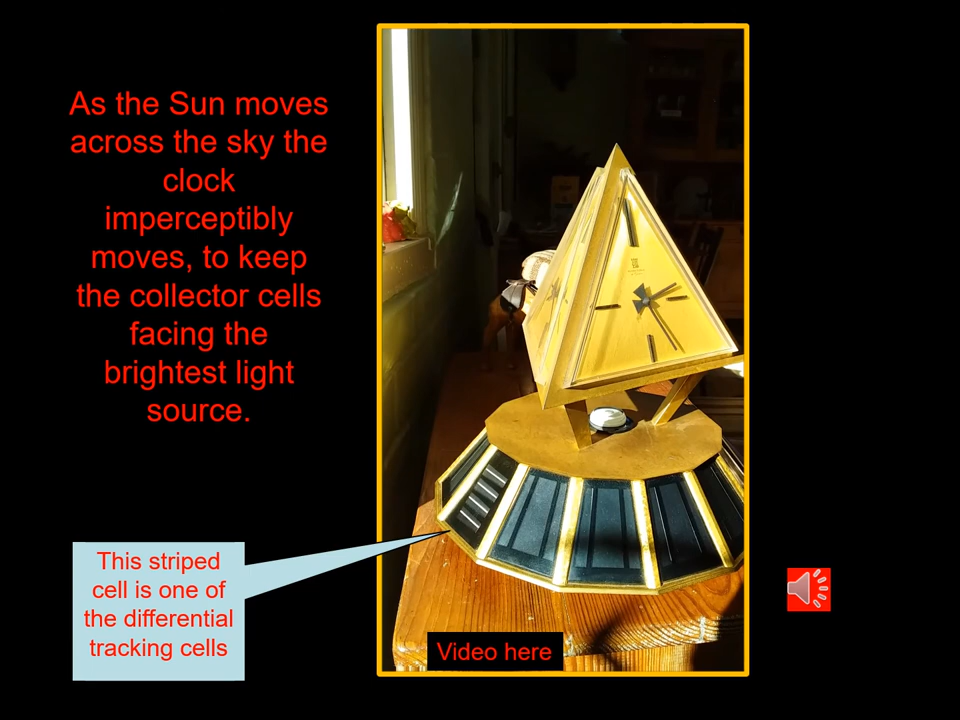 As the Sun moves
across the sky the
clock
imperceptibly
moves, to keep
the collector cells
facing the
brightest light
source.
This striped
cell is one of
the differential
tracking cells
Video here